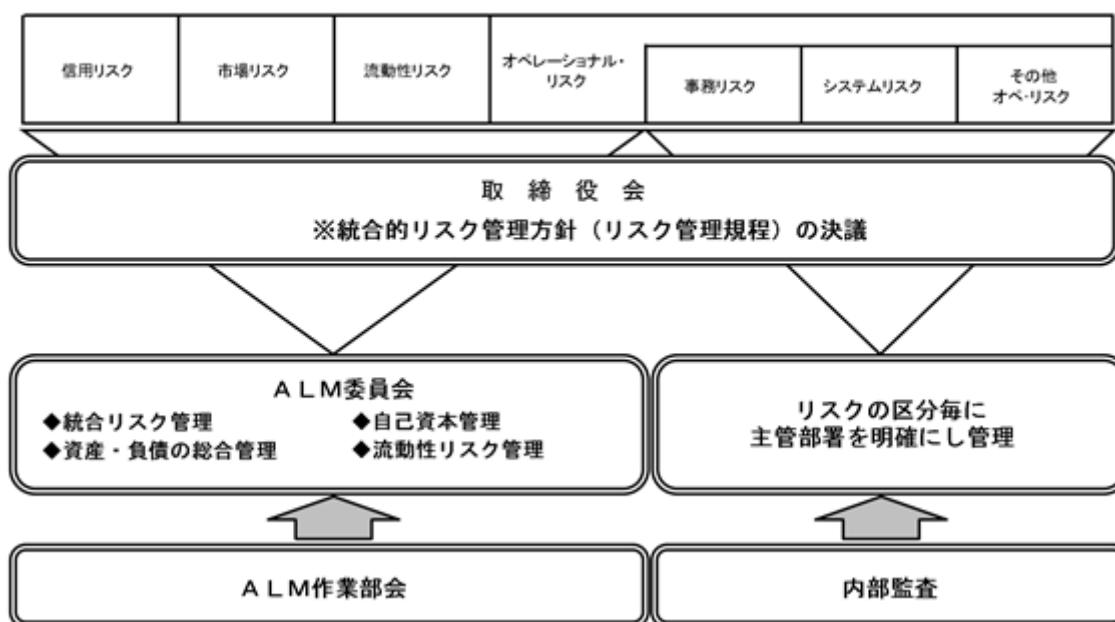 信用リスク
市場リスク
流動性リスク
オペレーショナル・
リスク
事務リスク
システムリスク
その他
オペ・リスク
取 締 役 会
※統合的リスク管理方針（リスク管理規程）の決議
ＡＬＭ委員会
◆統合リスク管理
◆自己資本管理
◆資産・負債の総合管理
◆流動性リスク管理
リスクの区分毎に
主管部署を明確にし管理
ＡＬＭ作業部会
内部監査